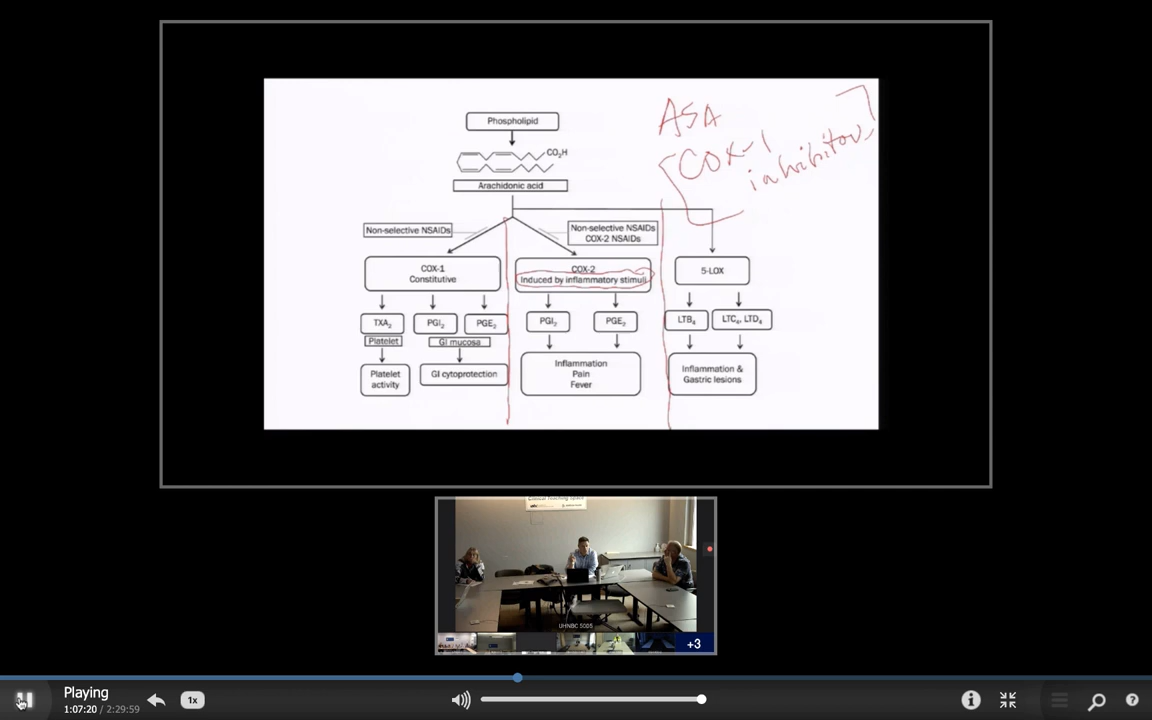 Phospholipid
CO₂H
Arachidonic acid
ASA
COX-1
inhibitor
Non-selective NSAIDs
Non-selective NSAIDs
COX-2 NSAIDs
COX-1
Constitutive
COX-2
Induced by inflammatory stimuli
5-LOX
TXA₂
PGI₂
PGE₂
PGI₂
PGE₂
LTB₄
LTC₄, LTD₄
Platelet
GI mucosa
Platelet
activity
GI cytoprotection
Inflammation
Pain
Fever
Inflammation &
Gastric lesions
Clinical Teaching Space
UHNBC 5005
+3
Playing
1:07:20 / 2:29:59
1x